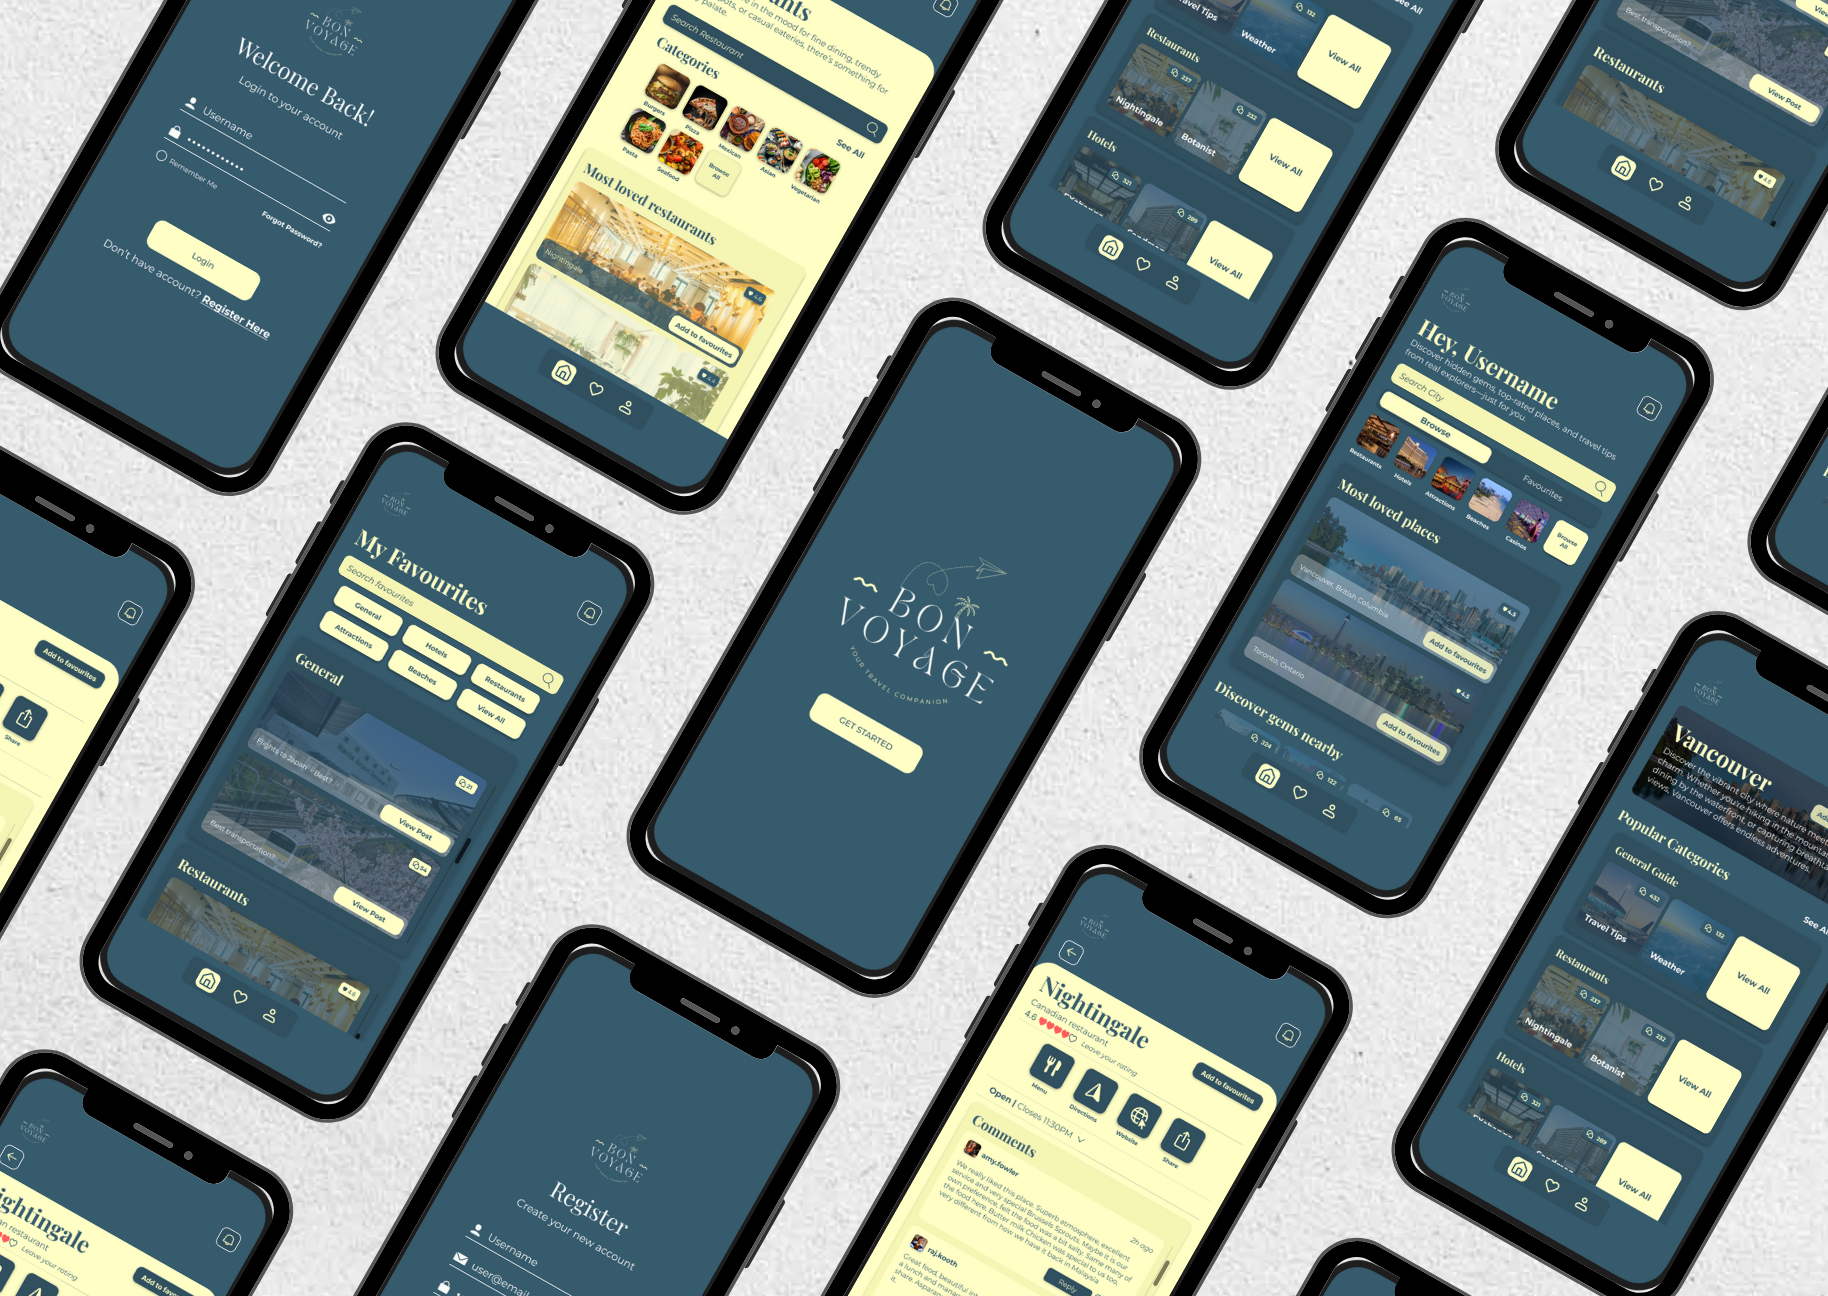 BON
VOYAGE
Welcome Back!
Login to your account
Username
Remember Me
Forgot Password?
Login
Don't have account? Register Here
in the mood for fine dining, trendy
or casual eateries, there's something for
palate.
Search Restaurant
Categories
See All
Burgers
Pizza
Mexican
Asian
Vegetarian
Pasta
Seafood
Browse
All
Most loved restaurants
Nightingale
4.6
Add to favourites
4.4
Travel Tips
132
Weather
View All
See All
Restaurants
237
Nightingale
232
Botanist
View All
Hotels
321
289
View All
Best transportation?
View Post
Restaurants
4.6
Add to favourites
Share
BON
VOYAGE
My Favourites
Search favourites
General
Hotels
Restaurants
Attractions
Beaches
View All
General
21
Flights to Japan - Best?
View Post
54
Best transportation?
View Post
Restaurants
4.6
BON
VOYAGE
YOUR TRAVEL COMPANION
GET STARTED
BON
VOYAGE
Hey, Username
Discover hidden gems, top-rated places, and travel tips
from real explorers—just for you.
Search City
Browse
Favourites
Restaurants
Hotels
Attractions
Beaches
Casinos
Browse
All
Most loved places
Vancouver, British Columbia
4.5
Add to favourites
Toronto, Ontario
4.5
Add to favourites
Discover gems nearby
324
132
65
BON
VOYAGE
Vancouver
Discover the vibrant city where nature meets
charm. Whether you're hiking in the mountains
dining by the waterfront, or capturing
views, Vancouver offers endless adventures.
Popular Categories
General Guide
See All
432
Travel Tips
132
Weather
View All
Restaurants
237
Nightingale
232
Botanist
View All
Hotels
321
289
View All
BON
VOYAGE
ightingale
an restaurant
Leave your rating
Add to favourites
BON
VOYAGE
Register
Create your new account
Username
user@email
BON
VOYAGE
Nightingale
Canadian restaurant
4.6 Leave your rating
Add to favourites
Menu
Directions
Website
Share
Open | Closes 11:30PM
Comments
amy.fowler
2h ago
We really liked this place. Superb atmosphere, excellent
service and very special Brussels Sprouts. Maybe it is our
own preference, felt the food was a bit salty. Same many of
the food here. Butter milk Chicken was special to us too,
very different from how we have it back in Malaysia
Reply
raj.kooth
Great food, beautiful
a lunch and
share.
it.